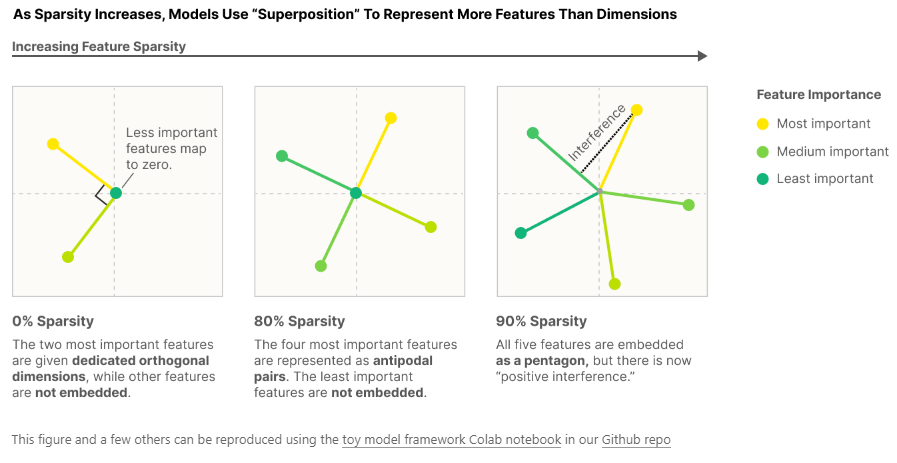 As Sparsity Increases, Models Use “Superposition” To Represent More Features Than Dimensions
Increasing Feature Sparsity
Less important
features map
to zero.
Interference
Feature Importance
Most important
Medium important
Least important
0% Sparsity
The two most important features
are given dedicated orthogonal
dimensions, while other features
are not embedded.
80% Sparsity
The four most important features
are represented as antipodal
pairs. The least important
features are not embedded.
90% Sparsity
All five features are embedded
as a pentagon, but there is now
“positive interference.”
This figure and a few others can be reproduced using the toy model framework Colab notebook in our Github repo